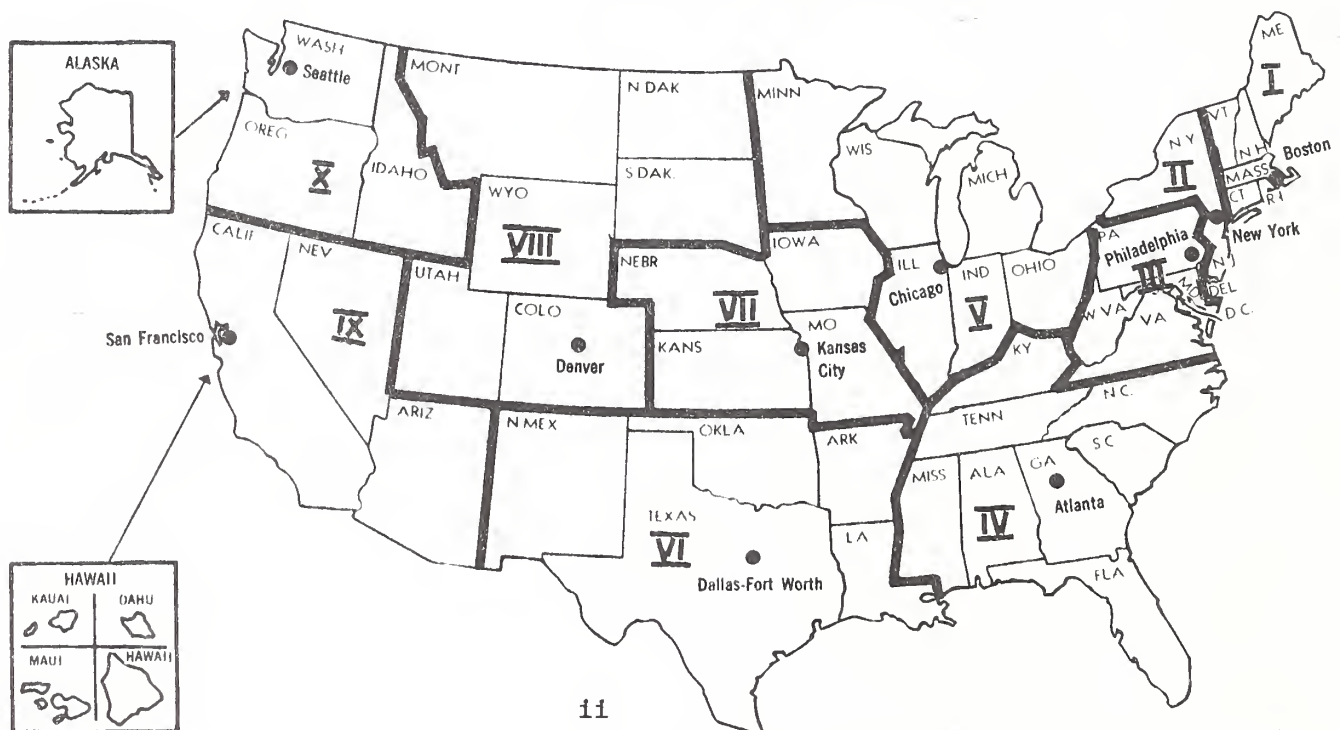 ALASKA
WASH
Seattle
MONT
N DAK
MINN
ME
I
OREG
X
IDAHO
WYO
VIII
S DAK.
WIS
MICH
N Y
II
VT
N H
Boston
MASS
CT
R I
CALIF
NEV
UTAH
NEBR
IOWA
ILL
Chicago
IND
V
OHIO
PA
Philadelphia
III
New York
N J
DEL
D C.
W VA
VA
San Francisco
IX
COLO
Denver
VII
KANS
MO
Kansas
City
KY
ARIZ
N MEX
OKLA
ARK
TENN
N C.
S C
MISS
ALA
IV
GA
Atlanta
TEXAS
VI
Dallas-Fort Worth
LA
FLA
HAWAII
KAUAI
OAHU
MAUI
HAWAII
ii